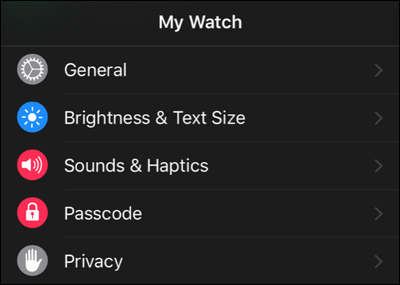 My Watch
General
Brightness & Text Size
Sounds & Haptics
Passcode
Privacy